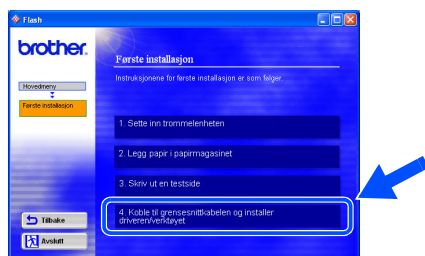 Flash
brother.
Hovedmeny
Første installasjon
Første installasjon
Instruksjonene for første installasjon er som følger
1. Sette inn trommelenheten
2. Legg papir i papirmagasinet
3. Skriv ut en testside
4. Koble til grensesnittkabelen og installer
driveren/verktøyet
Tilbake
Avslutt